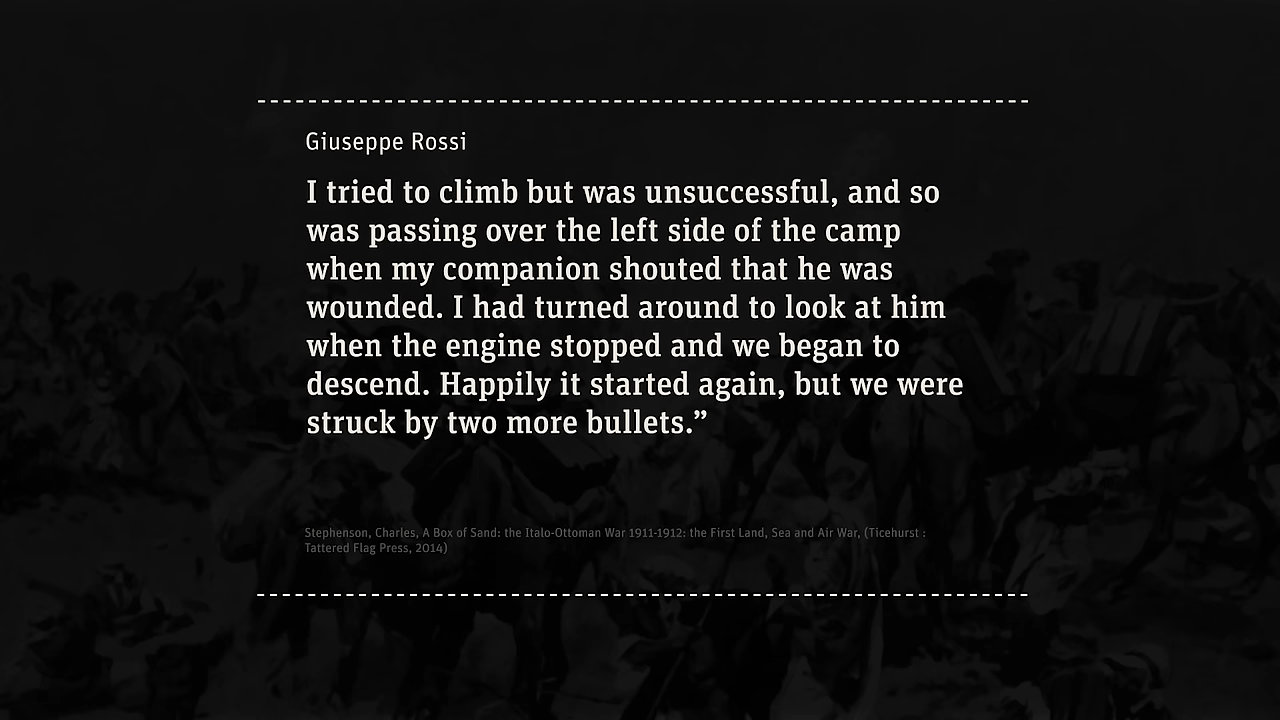 Giuseppe Rossi
I tried to climb but was unsuccessful, and so
was passing over the left side of the camp
when my companion shouted that he was
wounded. I had turned around to look at him
when the engine stopped and we began to
descend. Happily it started again, but we were
struck by two more bullets.”
Stephenson, Charles, A Box of Sand: the Italo-Ottoman War 1911-1912: the First Land, Sea and Air War, (Ticehurst :
Tattered Flag Press, 2014)